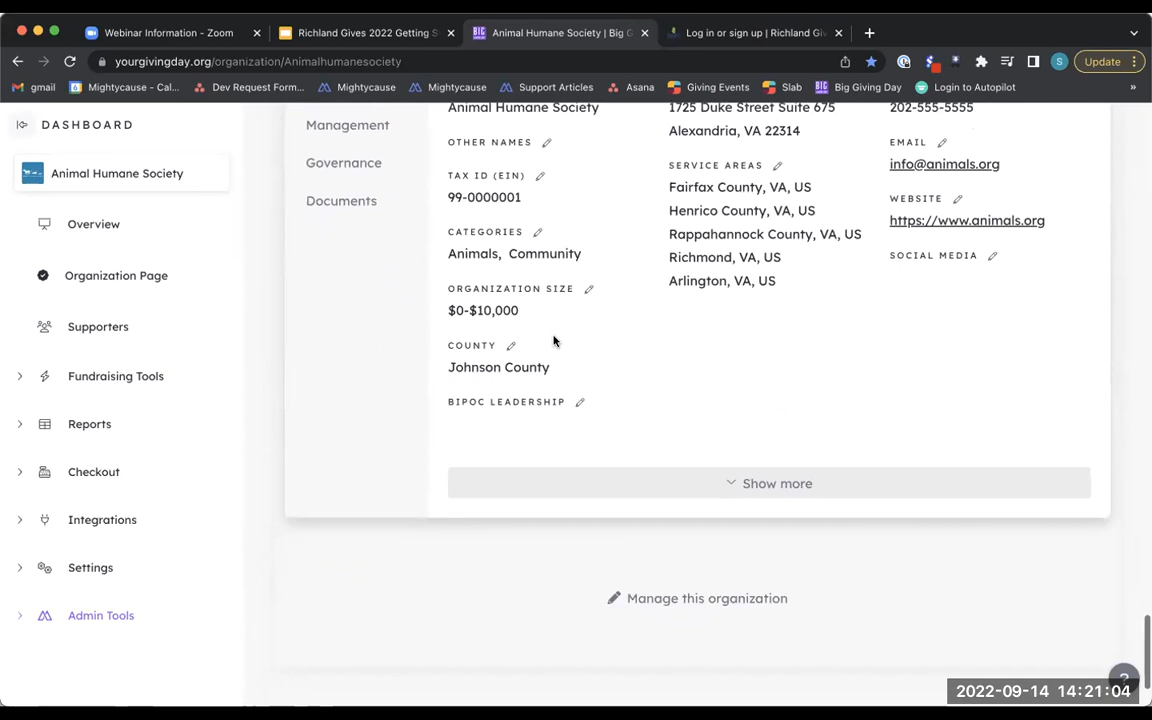 Webinar Information - Zoom
Richland Gives 2022 Getting S
Animal Humane Society | Big G
Log in or sign up | Richland Giv
yourgivingday.org/organization/Animalhumanesociety
S
Update
gmail
Mightycause - Cal...
Dev Request Form...
Mightycause
Mightycause
Support Articles
Asana
Giving Events
Slab
Big Giving Day
Login to Autopilot
»
DASHBOARD
Animal Humane Society
Overview
Organization Page
Supporters
Fundraising Tools
Reports
Checkout
Integrations
Settings
Admin Tools
Management
Governance
Documents
Animal Humane Society
OTHER NAMES
TAX ID (EIN)
99-0000001
CATEGORIES
Animals, Community
ORGANIZATION SIZE
$0-$10,000
COUNTY
Johnson County
BIPOC LEADERSHIP
1725 Duke Street Suite 675
Alexandria, VA 22314
SERVICE AREAS
Fairfax County, VA, US
Henrico County, VA, US
Rappahannock County, VA, US
Richmond, VA, US
Arlington, VA, US
202-555-5555
EMAIL
info@animals.org
WEBSITE
https://www.animals.org
SOCIAL MEDIA
Show more
Manage this organization
?
2022-09-14 14:21:04